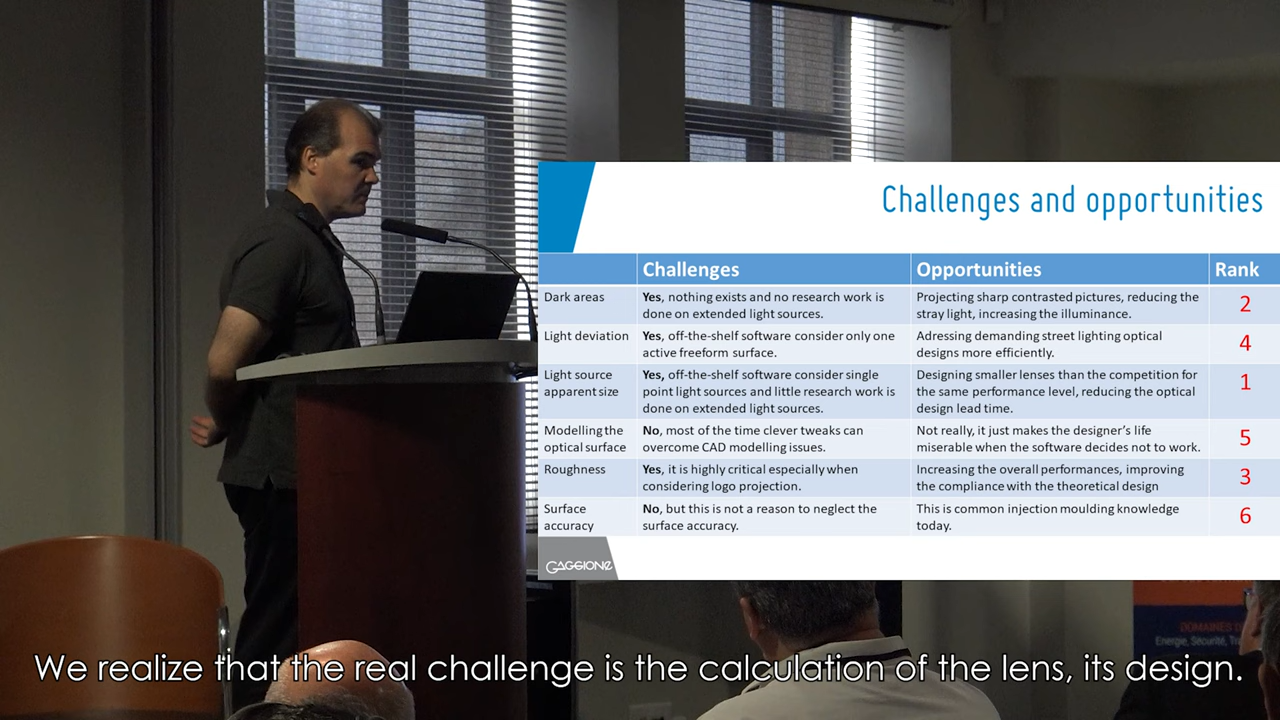 Challenges and opportunities
Challenges Opportunities Rank
Dark areas
Yes, nothing exists and no research work is
done on extended light sources.
Projecting sharp contrasted pictures, reducing the
stray light, increasing the illuminance.
2
Light deviation
Yes, off-the-shelf software consider only one
active freeform surface.
Adressing demanding street lighting optical
designs more efficiently.
4
Light source
apparent size
Yes, off-the-shelf software consider single
point light sources and little research work is
done on extended light sources.
Designing smaller lenses than the competition for
the same performance level, reducing the optical
design lead time.
1
Modelling the
optical surface
No, most of the time clever tweaks can
overcome CAD modelling issues.
Not really, it just makes the designer's life
miserable when the software decides not to work.
5
Roughness
Yes, it is highly critical especially when
considering logo projection.
Increasing the overall performances, improving
the compliance with the theoretical design
3
Surface
accuracy
No, but this is not a reason to neglect the
surface accuracy.
This is common injection moulding knowledge
today.
6
GAGGIONE
DOMAINES
Energie, Sécurité,
We realize that the real challenge is the calculation of the lens, its design.